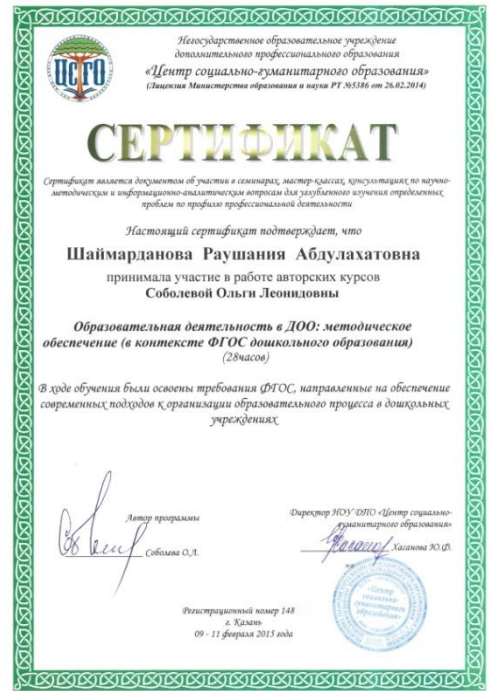 ЦСГО
Негосударственное образовательное учреждение
дополнительного профессионального образования
«Центр социально-гуманитарного образования»
(Лицензия Министерства образования и науки РТ №5386 от 26.02.2014)
СЕРТИФИКАТ
Сертификат является документом об участии в семинарах, мастер-классах, консультациях по научно-
методическим и информационно-аналитическим вопросам для углубленного изучения определенных
проблем по профилю профессиональной деятельности
Настоящий сертификат подтверждает, что
Шаймарданова Раушания Абдулахатовна
принимала участие в работе авторских курсов
Соболевой Ольги Леонидовны
Образовательная деятельность в ДОО: методическое
обеспечение (в контексте ФГОС дошкольного образования)
(28часов)
В ходе обучения были освоены требования ФГОС, направленные на обеспечение
современных подходов к организации образовательного процесса в дошкольных
учреждениях
Автор программы
Соболева О.Л.
Директор НОУ ДПО «Центр социально-
гуманитарного образования»
Хасанова Ю.Ф.
«Центр
социально-
гуманитарного
образования»
Регистрационный номер 148
г. Казань
09 - 11 февраля 2015 года